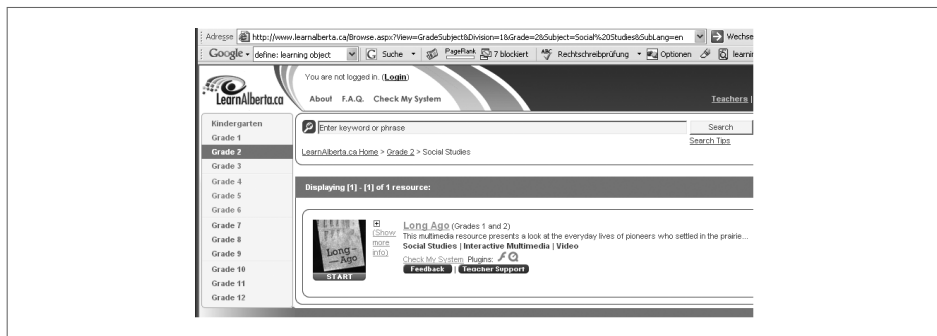 Adresse http://www.learnalberta.ca/Browse.aspx?View=GradeSubject&Division=1&Grade=2&Subject=Social%20Studies&SubLang=en Wechse
Google define: learning object Suche PageRank 7 blockiert Rechtschreibprüfung Optionen learnin
You are not logged in. (Login)
LearnAlberta.ca
About F.A.Q. Check My System
Teachers |
Kindergarten
Grade 1
Grade 2
Grade 3
Grade 4
Grade 5
Grade 6
Grade 7
Grade 8
Grade 9
Grade 10
Grade 11
Grade 12
Enter keyword or phrase Search
Search Tips
LearnAlberta.ca Home > Grade 2 > Social Studies
Displaying [1] - [1] of 1 resource:
Long Ago
START
(Show more info)
Long Ago (Grades 1 and 2)
This multimedia resource presents a look at the everyday lives of pioneers who settled in the prairie...
Social Studies | Interactive Multimedia | Video
Check My System Plugins:
Feedback | Teacher Support